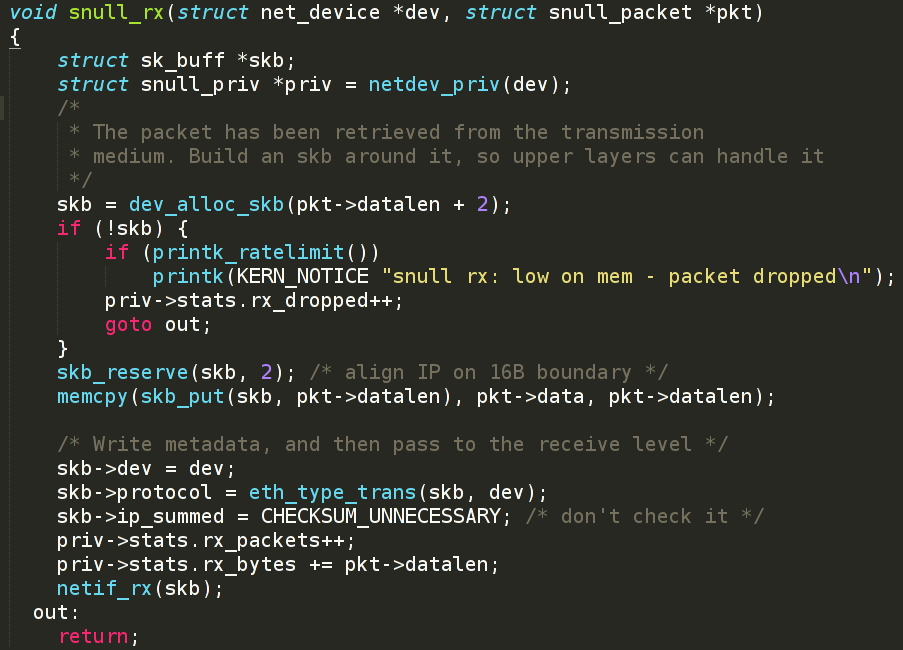 void snull_rx(struct net_device *dev, struct snull_packet *pkt)
{
    struct sk_buff *skb;
    struct snull_priv *priv = netdev_priv(dev);
    /*
     * The packet has been retrieved from the transmission
     * medium. Build an skb around it, so upper layers can handle it
     */
    skb = dev_alloc_skb(pkt->datalen + 2);
    if (!skb) {
        if (printk_ratelimit())
            printk(KERN_NOTICE "snull rx: low on mem - packet dropped\n");
        priv->stats.rx_dropped++;
        goto out;
    }
    skb_reserve(skb, 2); /* align IP on 16B boundary */
    memcpy(skb_put(skb, pkt->datalen), pkt->data, pkt->datalen);

    /* Write metadata, and then pass to the receive level */
    skb->dev = dev;
    skb->protocol = eth_type_trans(skb, dev);
    skb->ip_summed = CHECKSUM_UNNECESSARY; /* don't check it */
    priv->stats.rx_packets++;
    priv->stats.rx_bytes += pkt->datalen;
    netif_rx(skb);
  out:
    return;